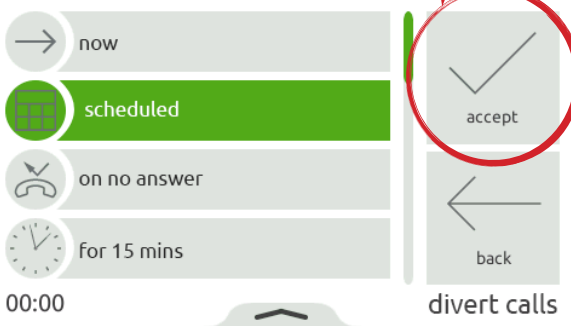 now
scheduled
accept
on no answer
for 15 mins
back
00:00
divert calls